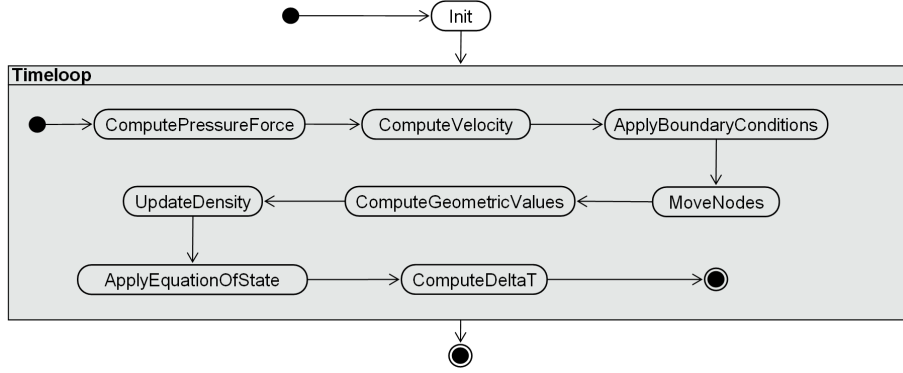 Init
Timeloop
ComputePressureForce
ComputeVelocity
ApplyBoundaryConditions
MoveNodes
ComputeGeometricValues
UpdateDensity
ApplyEquationOfState
ComputeDeltaT